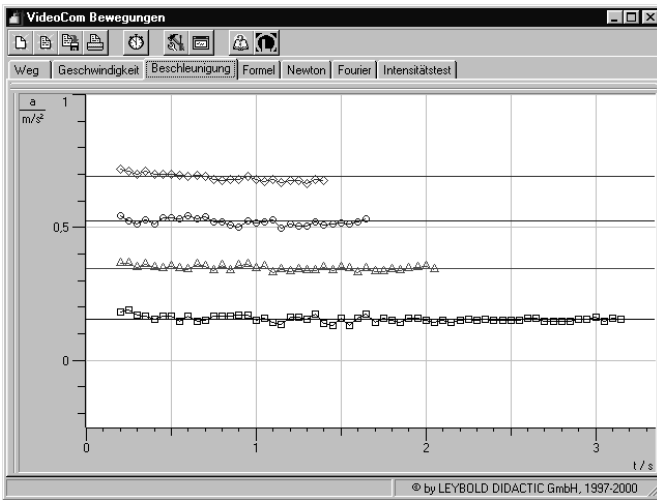 VideoCom Bewegungen
Weg Geschwindigkeit Beschleunigung Formel Newton Fourier Intensitätstest
a
m/s²
1
0,5
0
0 1 2 3
t / s
© by LEYBOLD DIDACTIC GmbH, 1997-2000